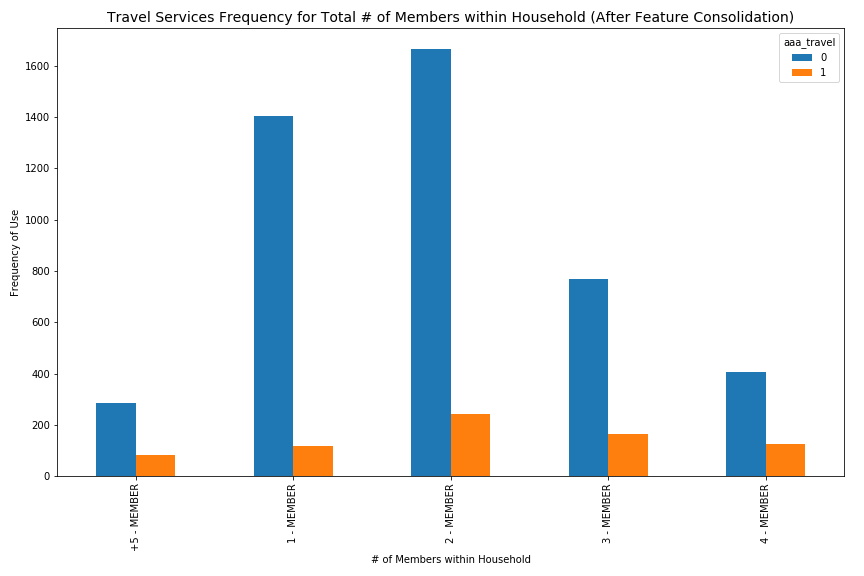 Travel Services Frequency for Total # of Members within Household (After Feature Consolidation)
aaa_travel
0
1
Frequency of Use
1600
1400
1200
1000
800
600
400
200
0
+5 - MEMBER
1 - MEMBER
2 - MEMBER
3 - MEMBER
4 - MEMBER
# of Members within Household